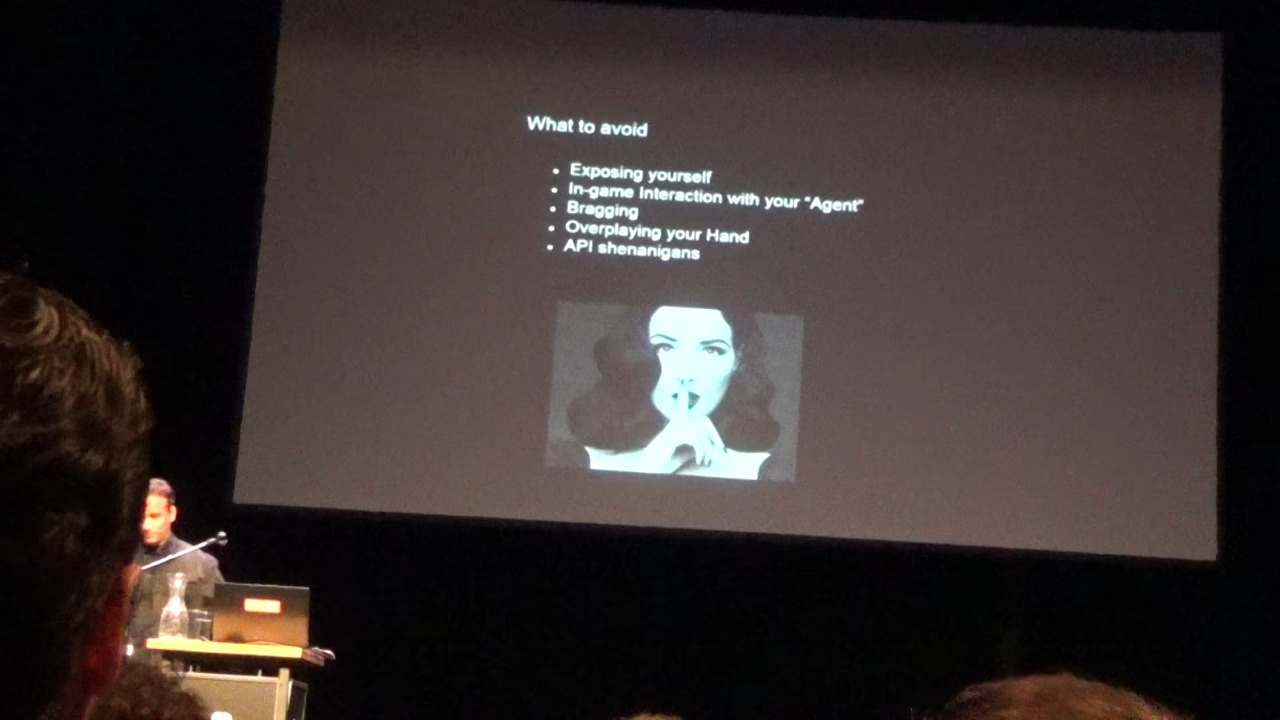 What to avoid
• Exposing yourself
• In-game Interaction with your "Agent"
• Bragging
• Overplaying your Hand
• API shenanigans